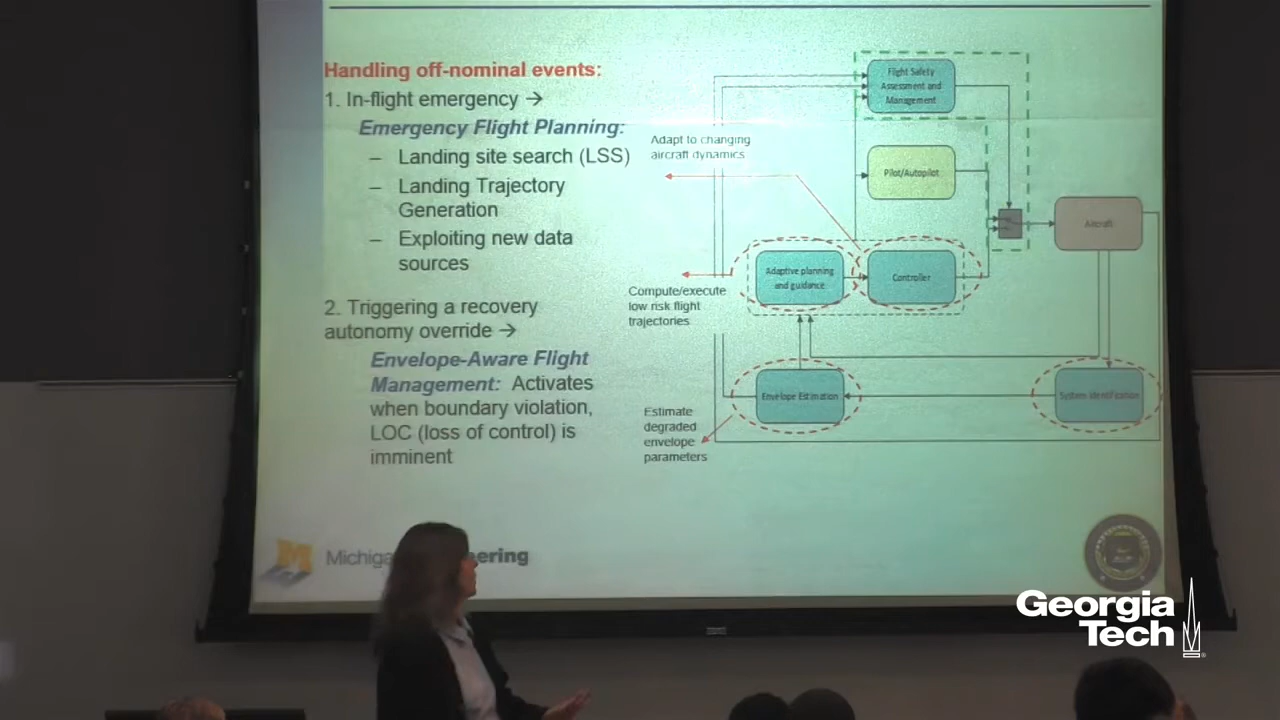 Handling off-nominal events:
1. In-flight emergency →
Emergency Flight Planning:
– Landing site search (LSS)
– Landing Trajectory
Generation
– Exploiting new data
sources
2. Triggering a recovery
autonomy override →
Envelope-Aware Flight
Management: Activates
when boundary violation,
LOC (loss of control) is
imminent
Adapt to changing
aircraft dynamics
Compute/execute
low risk flight
trajectories
Estimate
degraded
envelope
parameters
Flight Safety
Assessment and
Management
Pilot/Autopilot
Aircraft
Adaptive planning
and guidance
Controller
Envelope Estimation
System Identification
Georgia
Tech